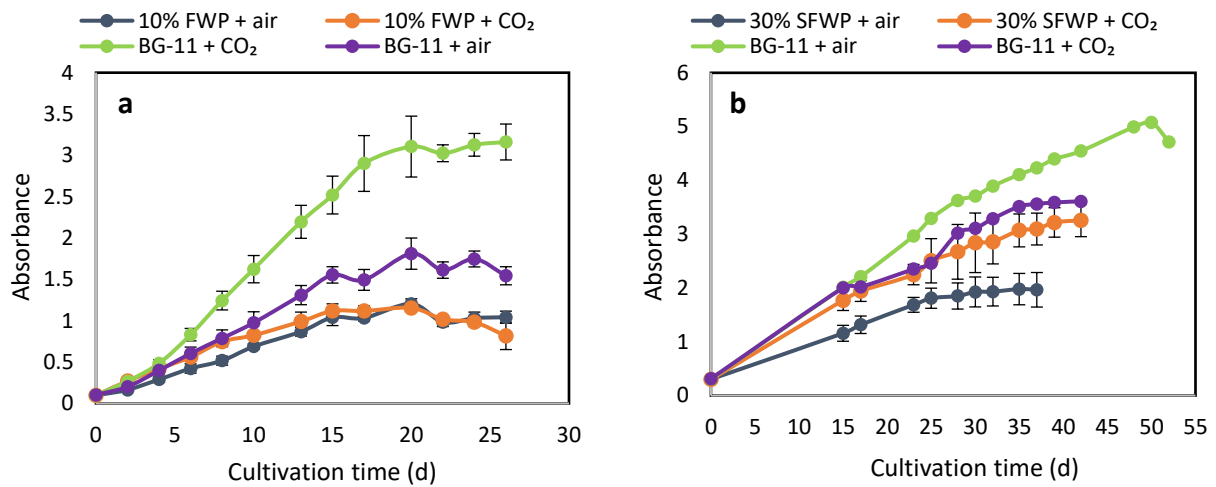 10% FWP + air 10% FWP + CO₂
BG-11 + CO₂ BG-11 + air
a
4
3.5
3
2.5
2
1.5
1
0.5
0
Absorbance
0 5 10 15 20 25 30
Cultivation time (d)
30% SFWP + air 30% SFWP + CO₂
BG-11 + air BG-11 + CO₂
b
6
5
4
3
2
1
0
Absorbance
0 5 10 15 20 25 30 35 40 45 50 55
Cultivation time (d)